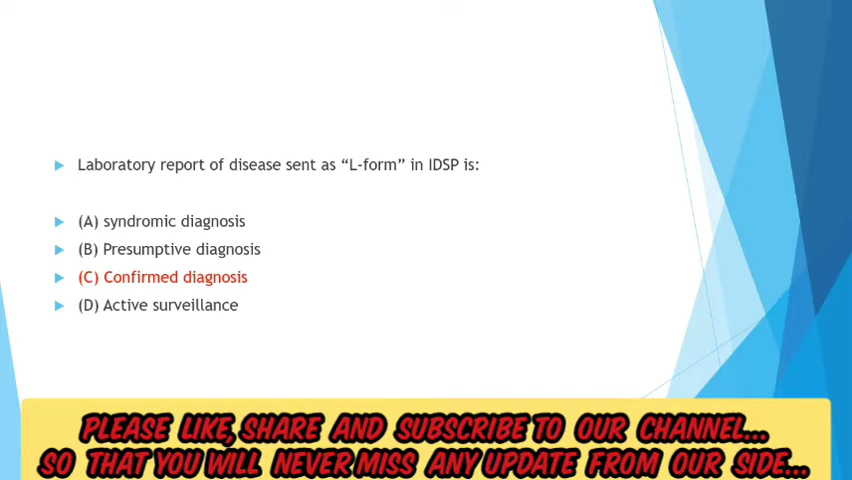 Laboratory report of disease sent as “L-form” in IDSP is:
(A) syndromic diagnosis
(B) Presumptive diagnosis
(C) Confirmed diagnosis
(D) Active surveillance
PLEASE LIKE, SHARE AND SUBSCRIBE TO OUR CHANNEL...
SO THAT YOU WILL NEVER MISS ANY UPDATE FROM OUR SIDE...